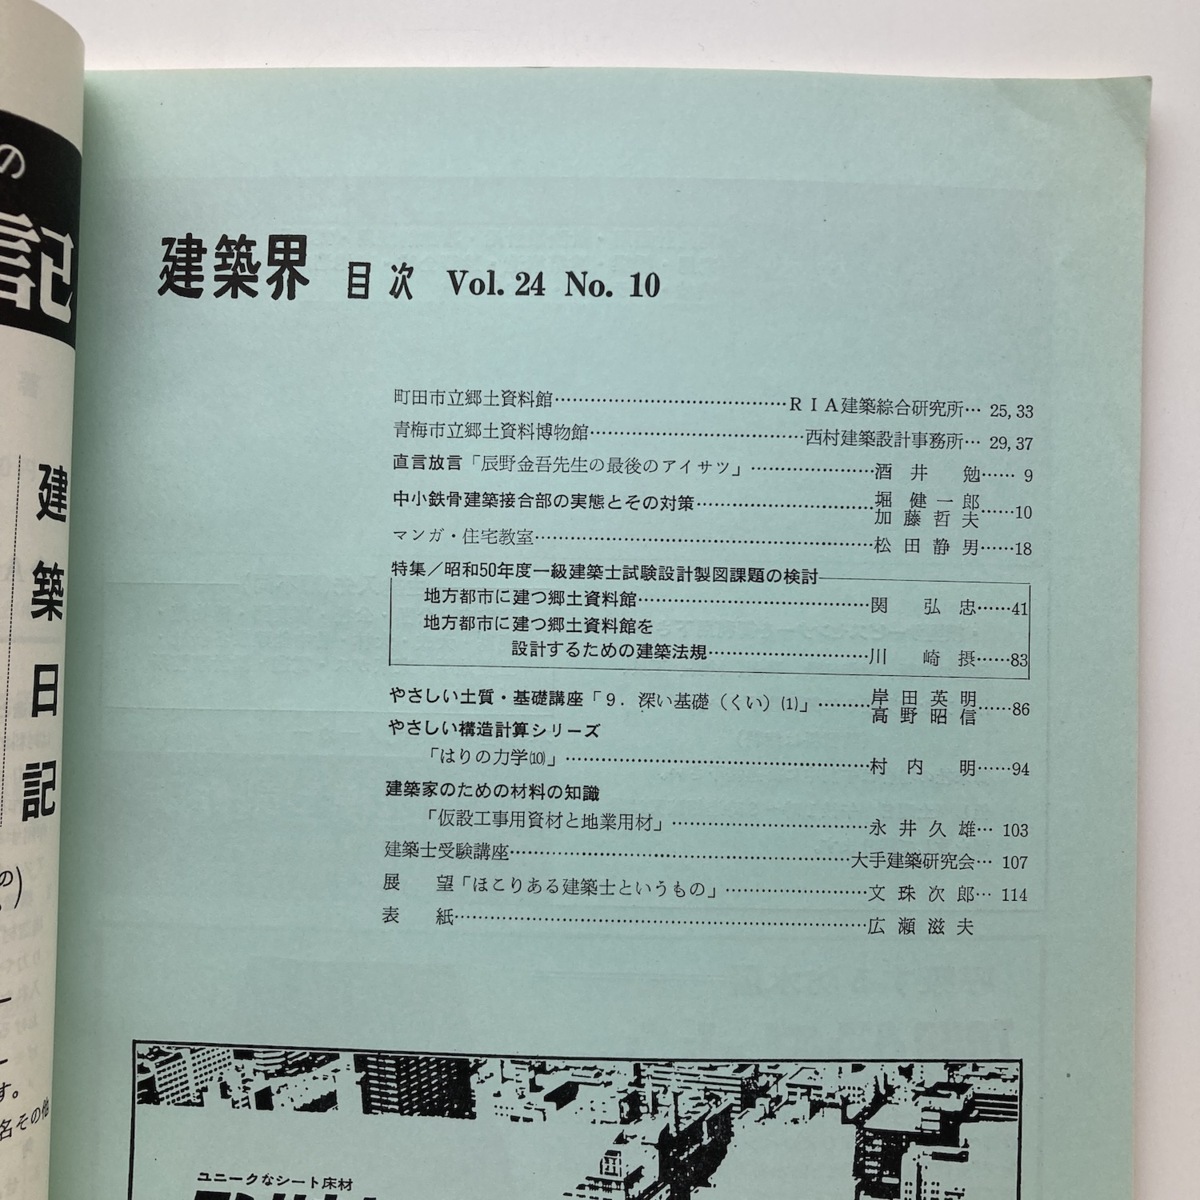 の
記
建築日記
の
す。
名その他
建築界 目次 Vol. 24 No. 10
町田市立郷土資料館……………………………ＲＩＡ建築綜合研究所… 25,33
青梅市立郷土資料博物館……………………………西村建築設計事務所… 29,37
直言放言「辰野金吾先生の最後のアイサツ」………………酒井 勉…… 9
中小鉄骨建築接合部の実態とその対策……………………堀 健一郎
加藤哲夫……10
マンガ・住宅教室……………………………………松田静男……18
特集／昭和50年度一級建築士試験設計製図課題の検討
地方都市に建つ郷土資料館……………………………関 弘忠……41
地方都市に建つ郷土資料館を
設計するための建築法規……………………川崎 摂……83
やさしい土質・基礎講座「９．深い基礎（くい）⑴」………岸田英明
高野昭信……86
やさしい構造計算シリーズ
「はりの力学⑽」……………………………………村内 明……94
建築家のための材料の知識
「仮設工事用資材と地業用材」……………………永井久雄… 103
建築士受験講座……………………………………大手建築研究会… 107
展 望「ほこりある建築士というもの」………………文珠次郎… 114
表 紙……………………………………………広瀬滋夫
ユニークなシート床材